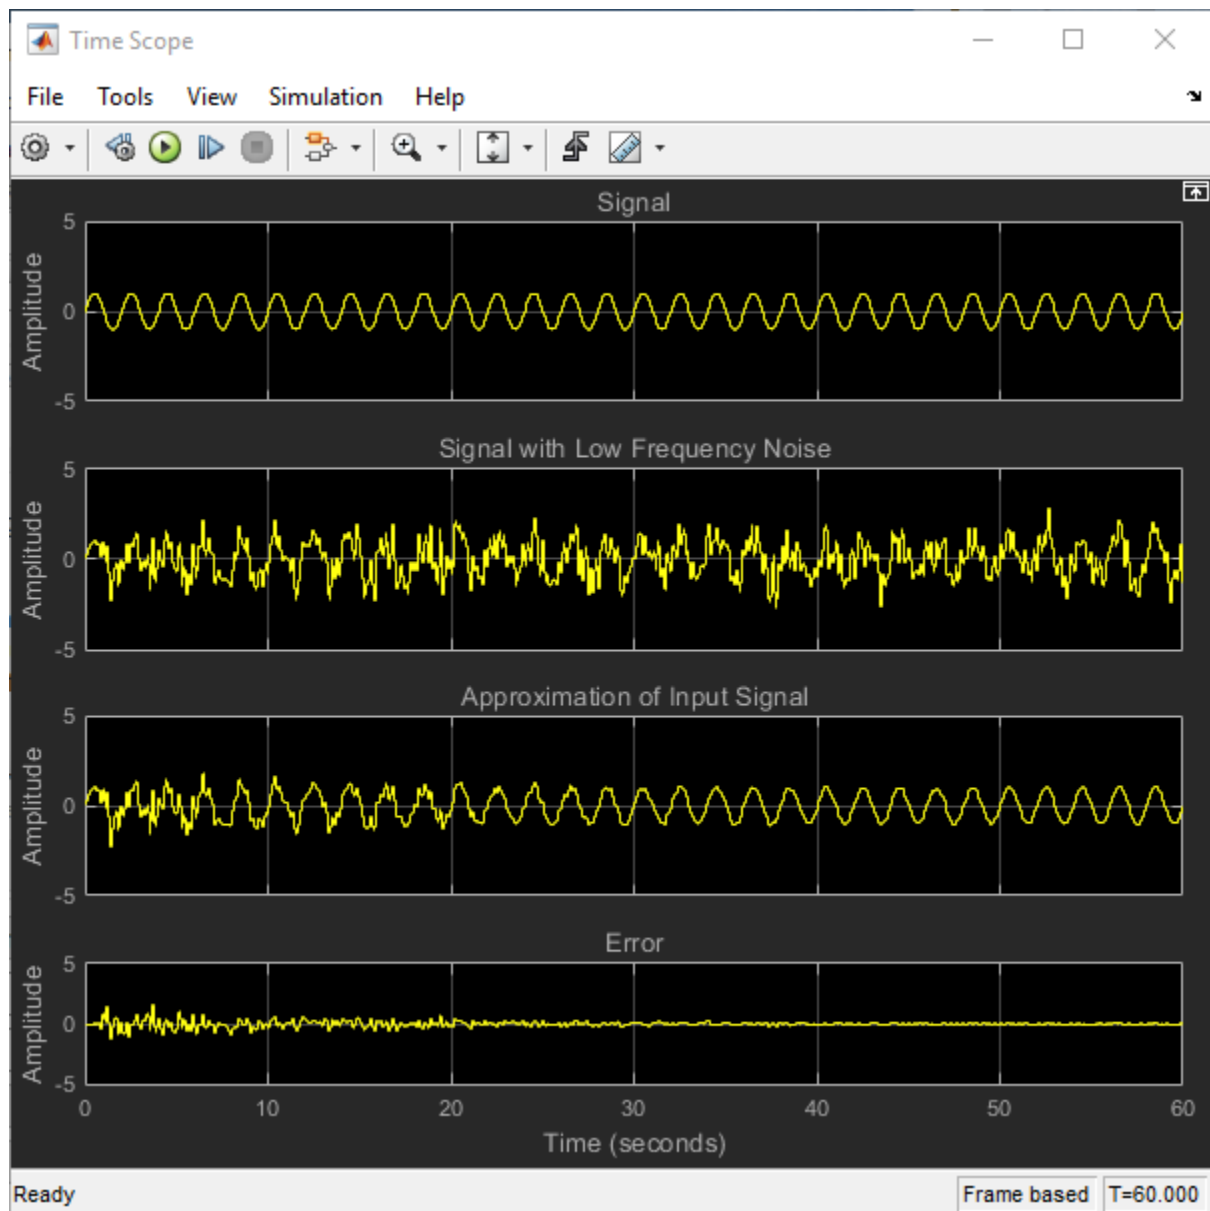 Time Scope
File Tools View Simulation Help
Signal
5
0
-5
Amplitude
Signal with Low Frequency Noise
5
0
-5
Amplitude
Approximation of Input Signal
5
0
-5
Amplitude
Error
5
0
-5
Amplitude
0 10 20 30 40 50 60
Time (seconds)
Ready Frame based T=60.000